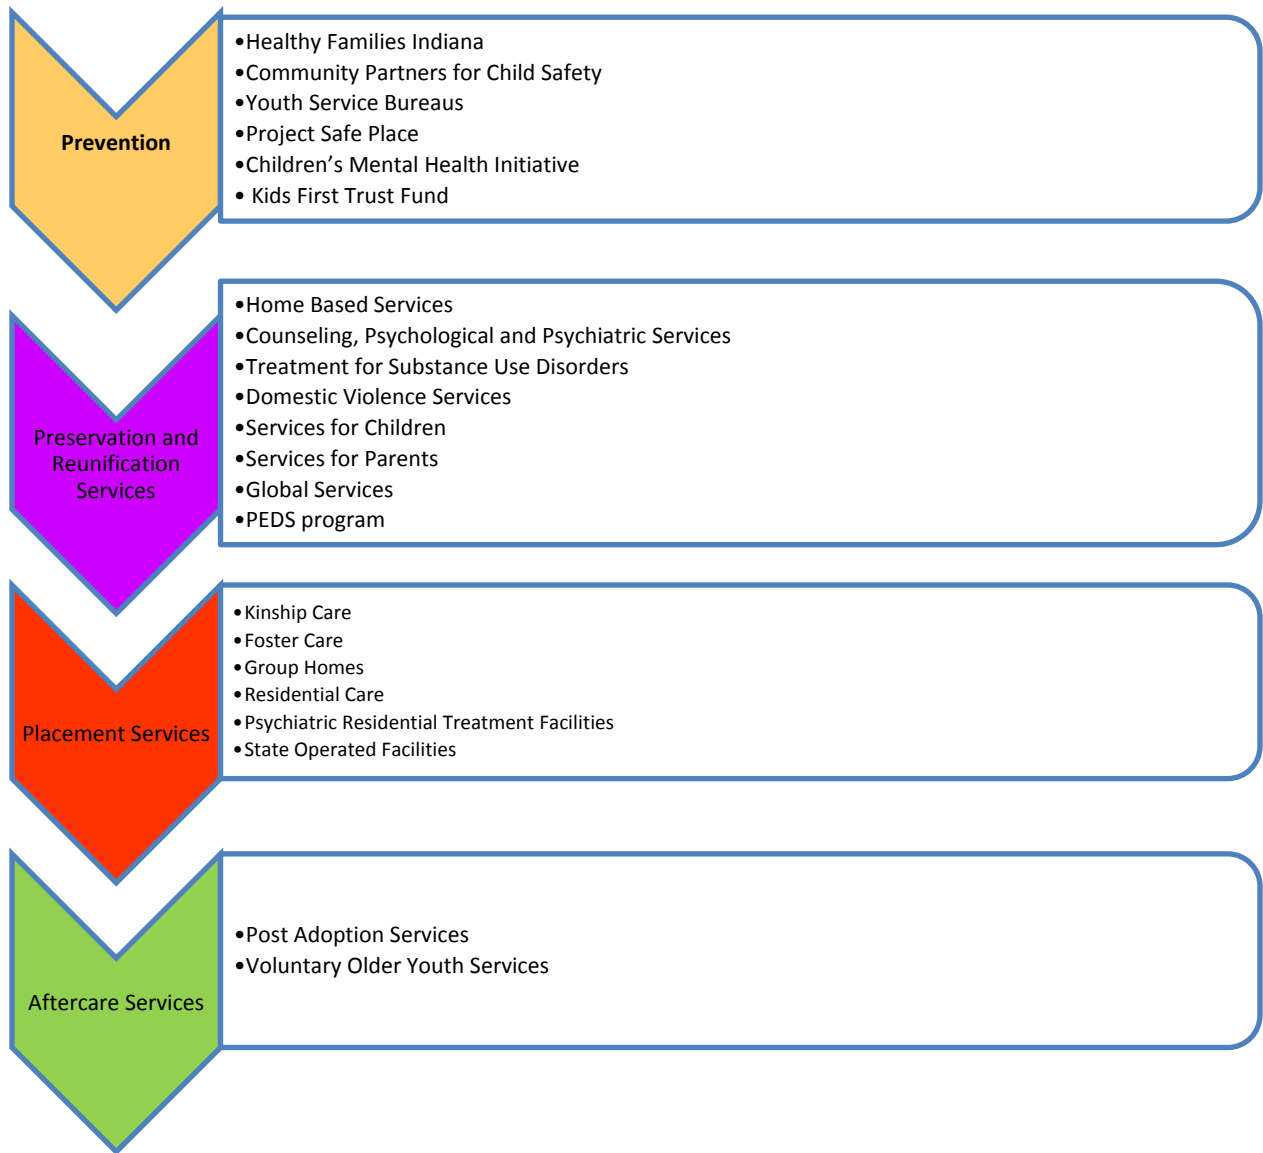 Prevention
•Healthy Families Indiana
•Community Partners for Child Safety
•Youth Service Bureaus
•Project Safe Place
•Children’s Mental Health Initiative
• Kids First Trust Fund
Preservation and
Reunification
Services
•Home Based Services
•Counseling, Psychological and Psychiatric Services
•Treatment for Substance Use Disorders
•Domestic Violence Services
•Services for Children
•Services for Parents
•Global Services
•PEDS program
Placement Services
•Kinship Care
•Foster Care
•Group Homes
•Residential Care
•Psychiatric Residential Treatment Facilities
•State Operated Facilities
Aftercare Services
•Post Adoption Services
•Voluntary Older Youth Services